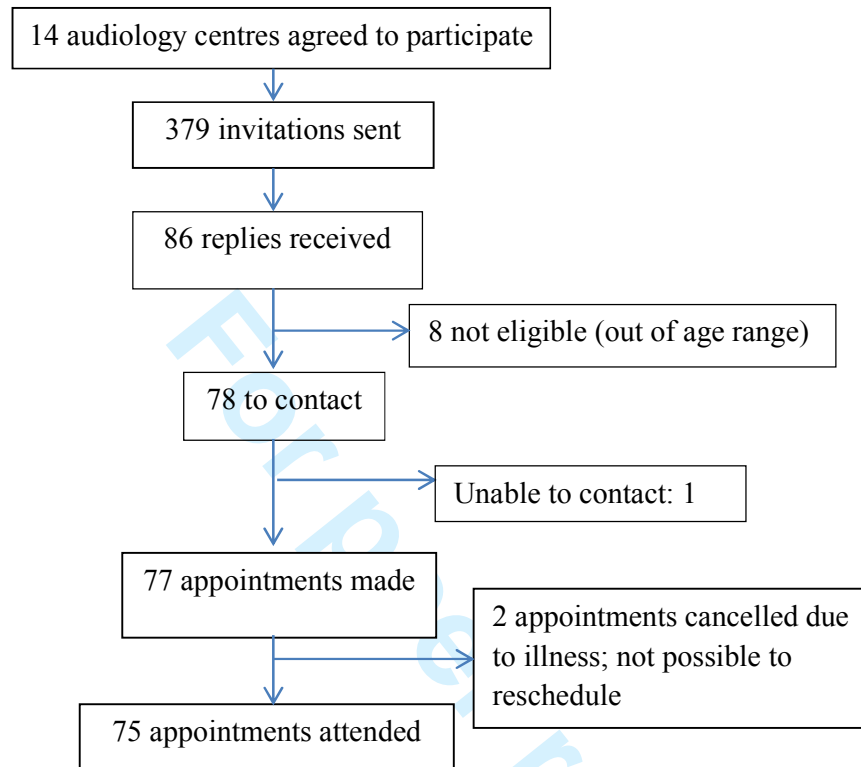 14 audiology centres agreed to participate
379 invitations sent
86 replies received
8 not eligible (out of age range)
78 to contact
Unable to contact: 1
77 appointments made
2 appointments cancelled due
to illness; not possible to
reschedule
75 appointments attended
For peer r